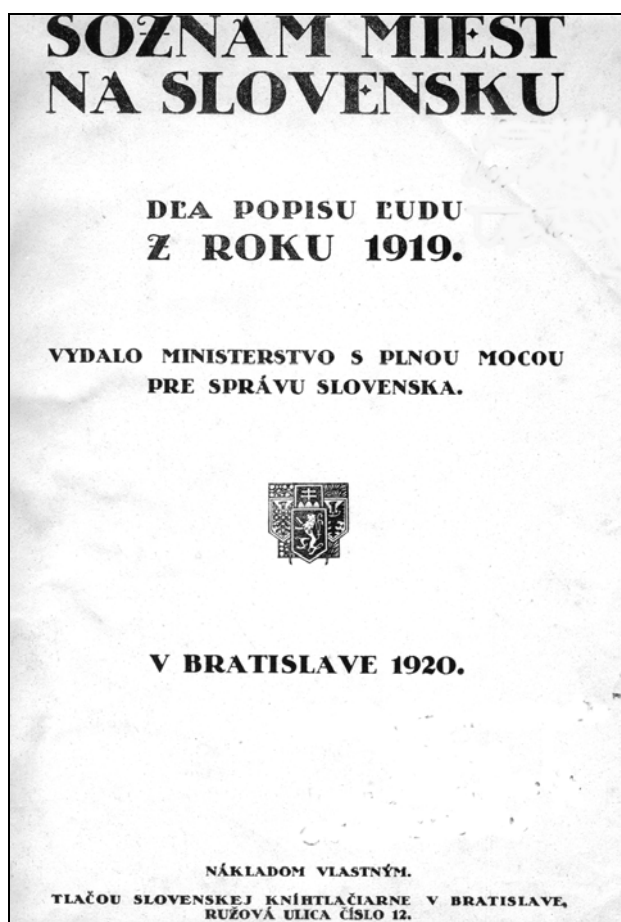 SOZNAM MIEST
NA SLOVENSKU
DĽA POPISU ĽUDU
Z ROKU 1919.
VYDALO MINISTERSTVO S PLNOU MOCOU
PRE SPRÁVU SLOVENSKA.
V BRATISLAVE 1920.
NÁKLADOM VLASTNÝM.
TLAČOU SLOVENSKEJ KNÍHTLAČIARNE V BRATISLAVE,
RUŽOVÁ ULICA ČÍSLO 12.